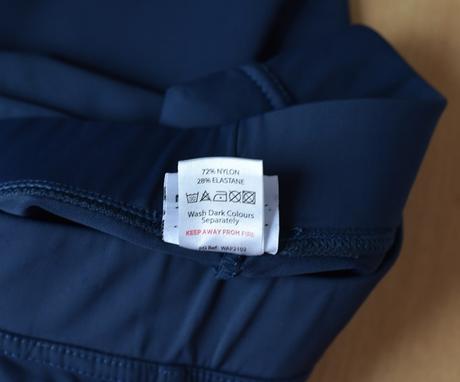 72% NYLON
28% ELASTANE
Wash Dark Colours
Separately
KEEP AWAY FROM FIRE
Ref: WAP2102